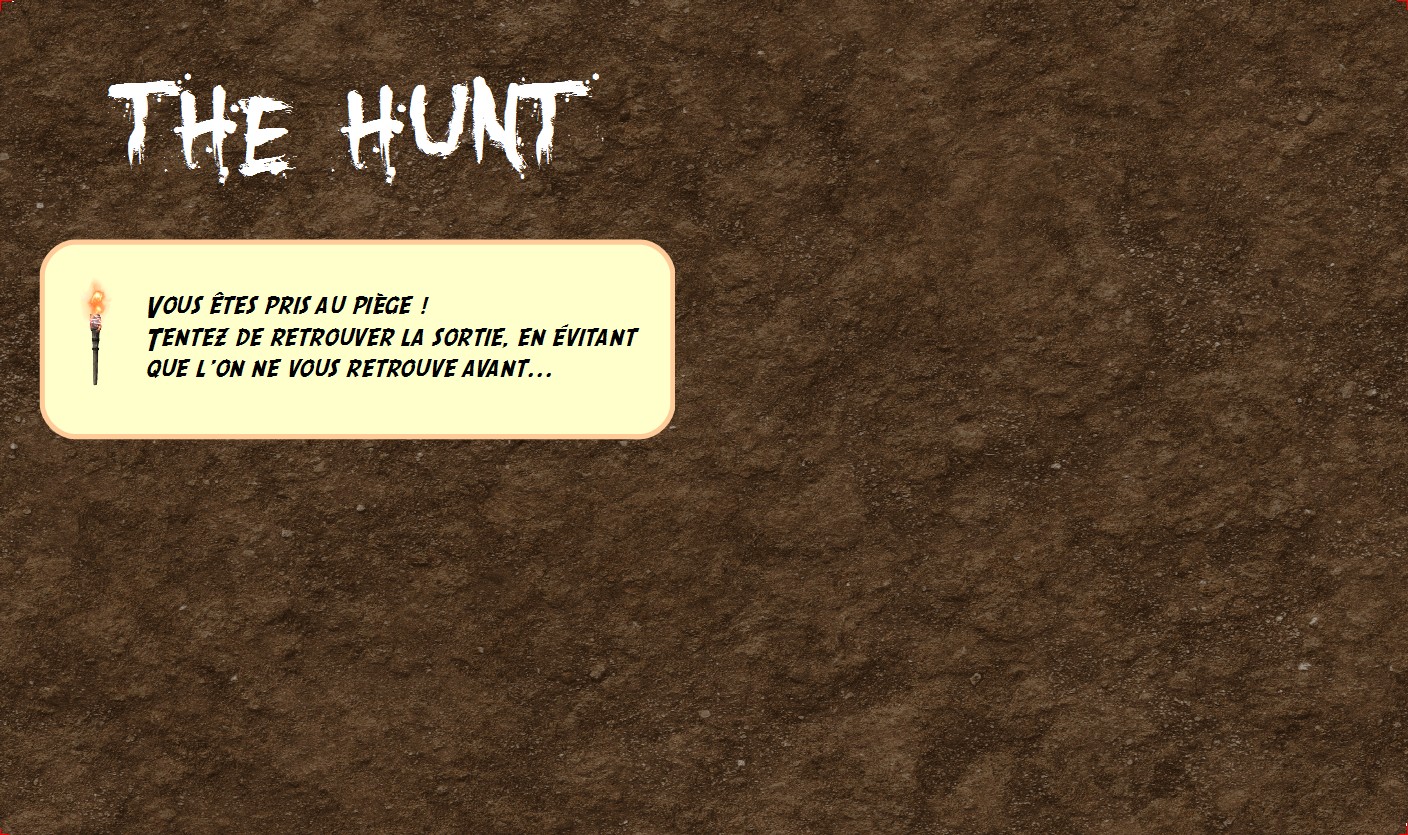 THE HUNT
Vous êtes pris au piège !
Tentez de retrouver la sortie, en évitant
que l'on ne vous retrouve avant...